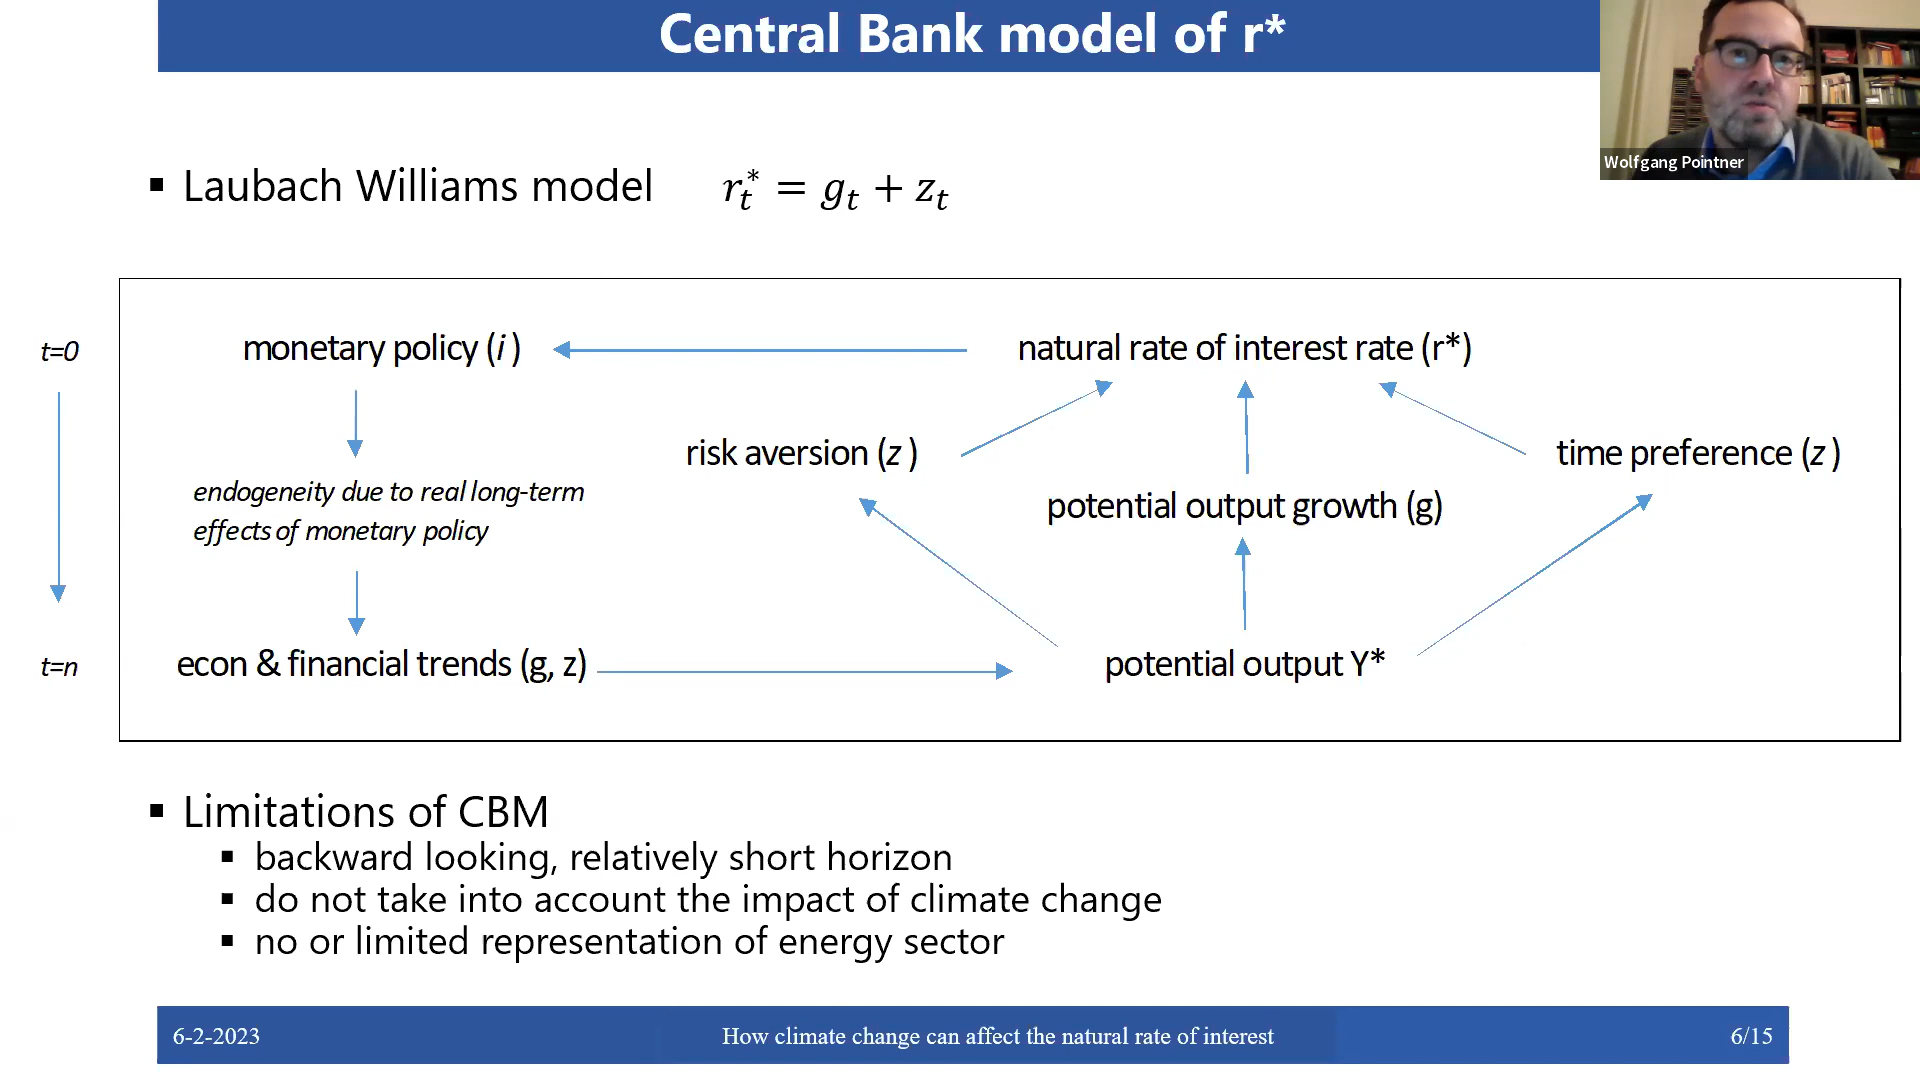 Central Bank model of r*
Wolfgang Pointner
▪ Laubach Williams model r*t = gt + zt
t=0
monetary policy (i )
natural rate of interest rate (r*)
risk aversion (z )
time preference (z )
endogeneity due to real long-term
effects of monetary policy
potential output growth (g)
t=n
econ & financial trends (g, z)
potential output Y*
▪ Limitations of CBM
▪ backward looking, relatively short horizon
▪ do not take into account the impact of climate change
▪ no or limited representation of energy sector
6-2-2023
How climate change can affect the natural rate of interest
6/15